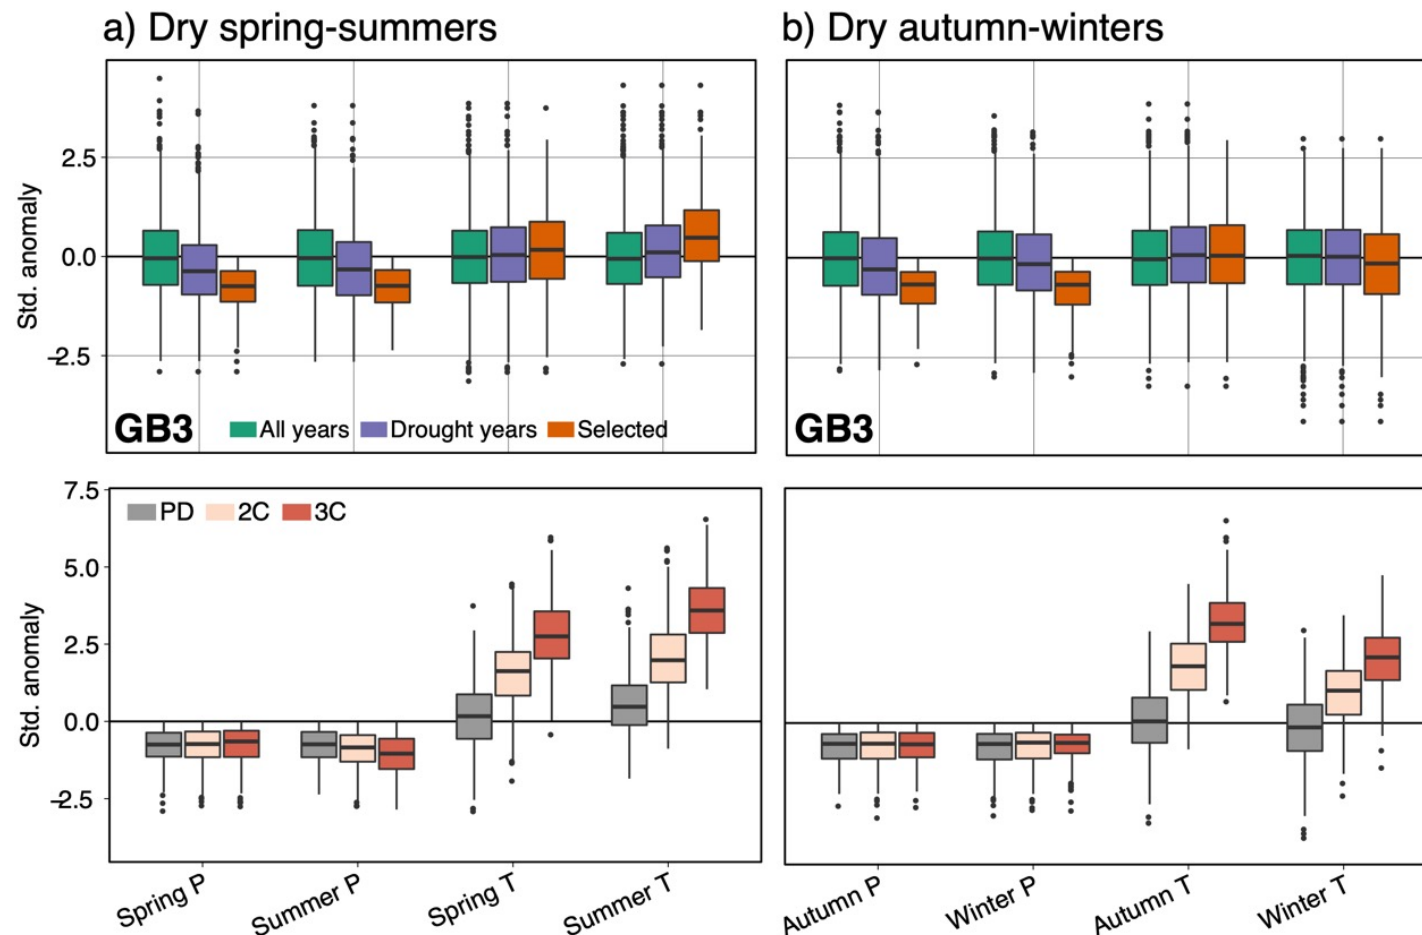 a) Dry spring-summers
b) Dry autumn-winters
Std. anomaly
2.5
0.0
−2.5
GB3
All years
Drought years
Selected
GB3
Std. anomaly
7.5
5.0
2.5
0.0
−2.5
PD
2C
3C
Spring P
Summer P
Spring T
Summer T
Autumn P
Winter P
Autumn T
Winter T